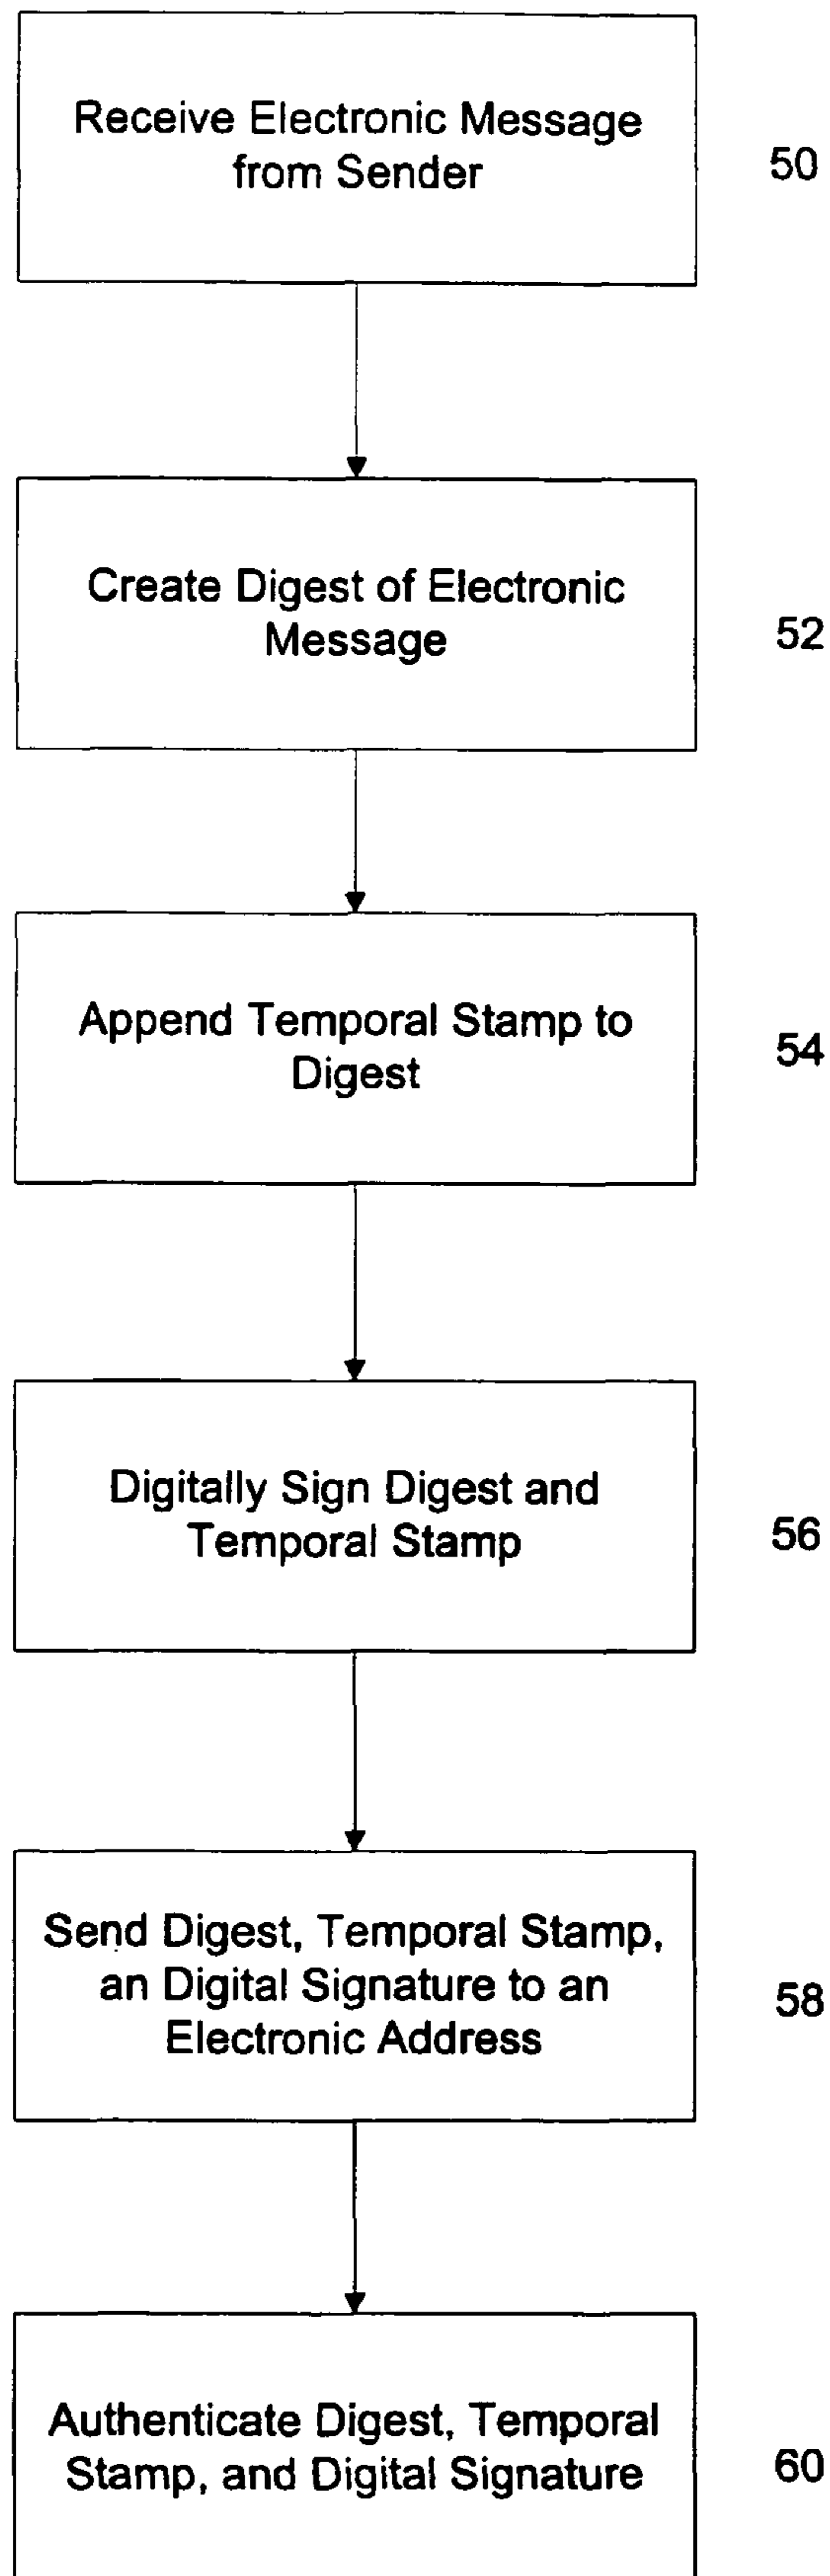 Receive Electronic Message
from Sender
50
Create Digest of Electronic
Message
52
Append Temporal Stamp to
Digest
54
Digitally Sign Digest and
Temporal Stamp
56
Send Digest, Temporal Stamp,
an Digital Signature to an
Electronic Address
58
Authenticate Digest, Temporal
Stamp, and Digital Signature
60